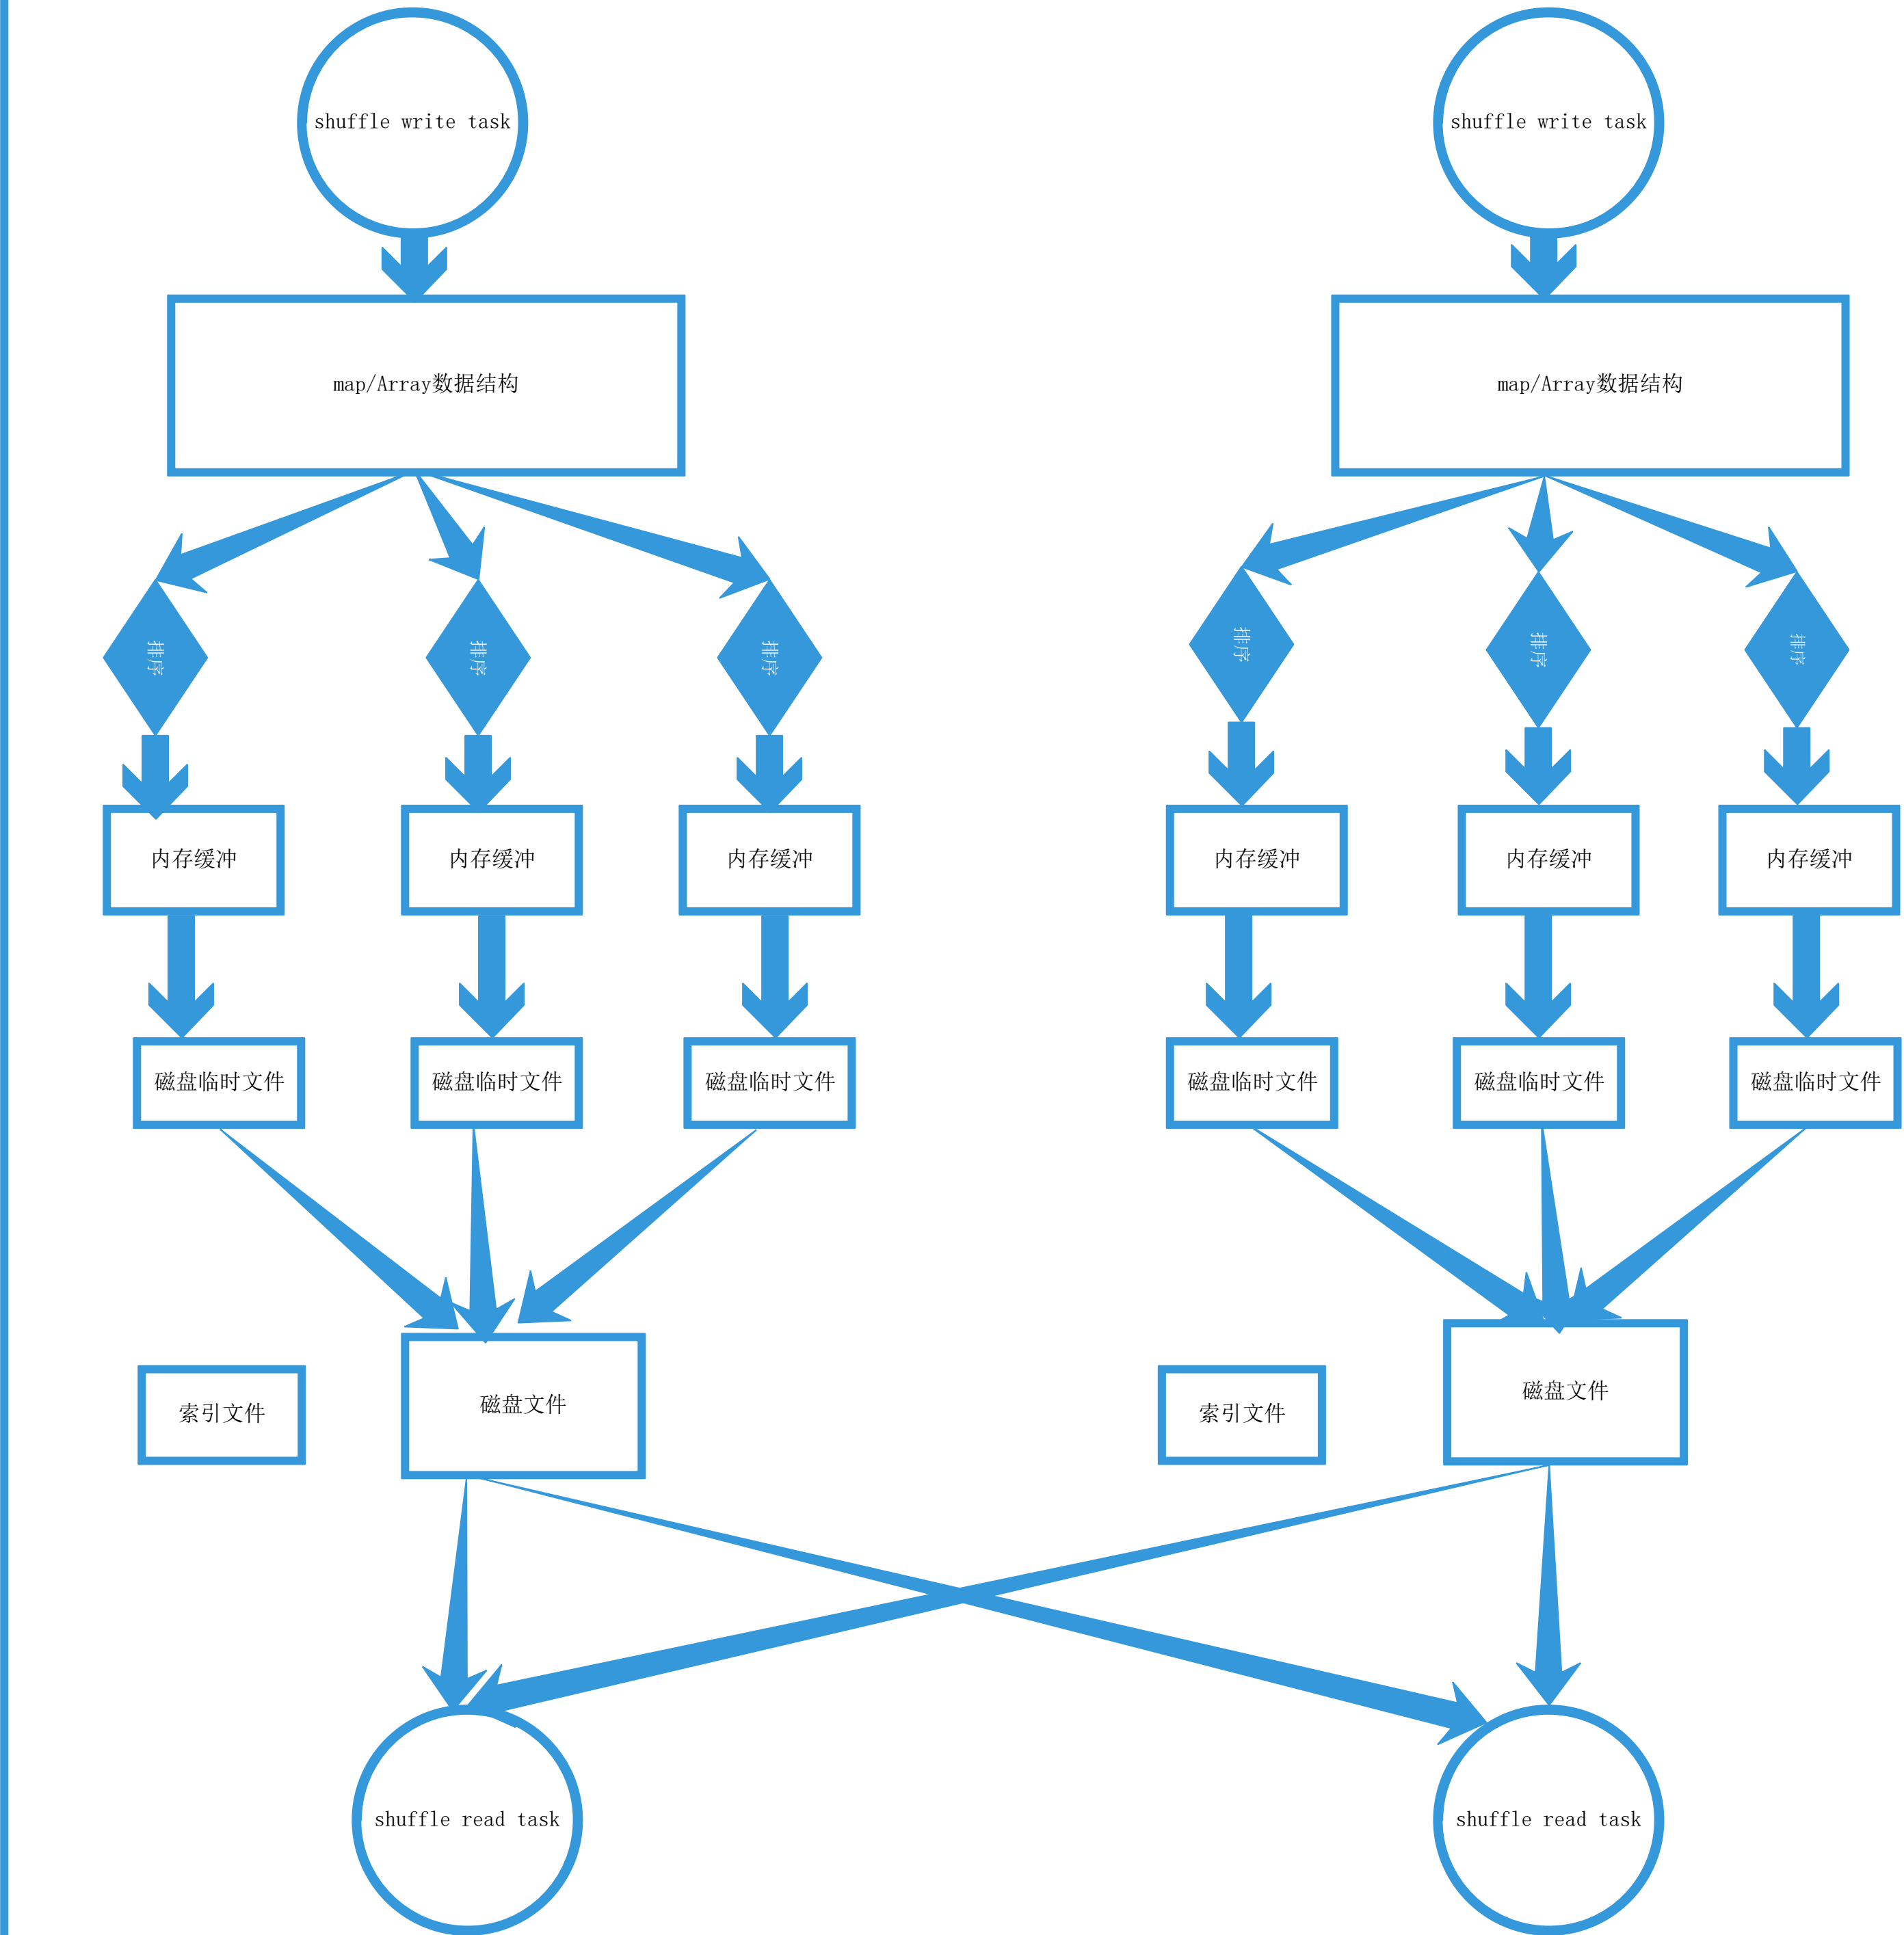 shuffle write task
shuffle write task
map/Array数据结构
map/Array数据结构
排序
排序
排序
排序
排序
排序
内存缓冲
内存缓冲
内存缓冲
内存缓冲
内存缓冲
内存缓冲
磁盘临时文件
磁盘临时文件
磁盘临时文件
磁盘临时文件
磁盘临时文件
磁盘临时文件
索引文件
磁盘文件
索引文件
磁盘文件
shuffle read task
shuffle read task